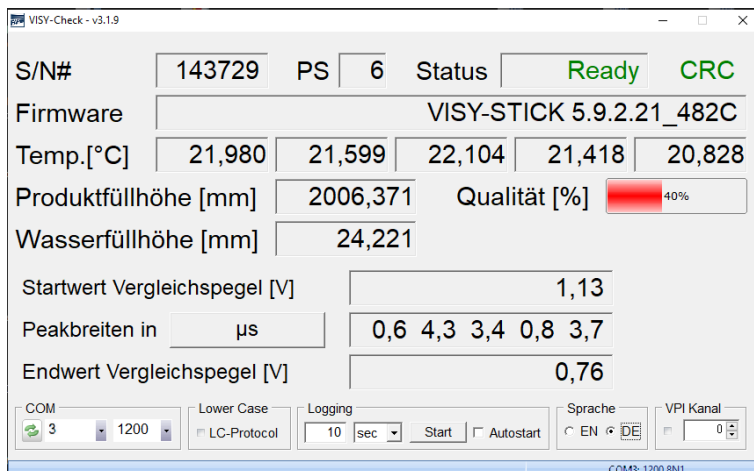 VISY-Check - v3.1.9
S/N# 143729 PS 6 Status Ready CRC
Firmware VISY-STICK 5.9.2.21_482C
Temp.[°C] 21,980 21,599 22,104 21,418 20,828
Produktfüllhöhe [mm] 2006,371 Qualität [%] 40%
Wasserfüllhöhe [mm] 24,221
Startwert Vergleichspegel [V] 1,13
Peakbreiten in µs 0,6 4,3 3,4 0,8 3,7
Endwert Vergleichspegel [V] 0,76
COM Lower Case Logging Sprache VPI Kanal
3 1200 LC-Protocol 10 sec Start Autostart EN DE 0
COM3: 1200,8N1